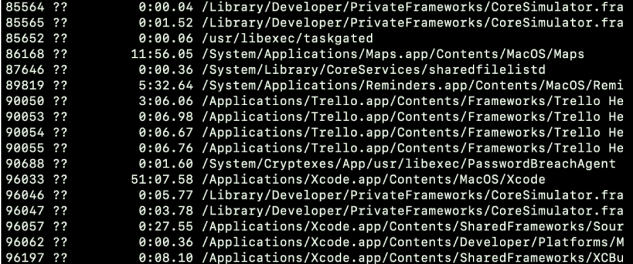 85564 ?? 0:00.04 /Library/Developer/PrivateFrameworks/CoreSimulator.fra
85565 ?? 0:01.52 /Library/Developer/PrivateFrameworks/CoreSimulator.fra
85652 ?? 0:00.06 /usr/libexec/taskgated
86168 ?? 11:56.05 /System/Applications/Maps.app/Contents/MacOS/Maps
87646 ?? 0:00.36 /System/Library/CoreServices/sharedfilelistd
89819 ?? 5:32.64 /System/Applications/Reminders.app/Contents/MacOS/Remi
90050 ?? 3:06.06 /Applications/Trello.app/Contents/Frameworks/Trello He
90053 ?? 0:06.98 /Applications/Trello.app/Contents/Frameworks/Trello He
90054 ?? 0:06.67 /Applications/Trello.app/Contents/Frameworks/Trello He
90055 ?? 0:06.76 /Applications/Trello.app/Contents/Frameworks/Trello He
90688 ?? 0:01.60 /System/Cryptexes/App/usr/libexec/PasswordBreachAgent
96033 ?? 51:07.58 /Applications/Xcode.app/Contents/MacOS/Xcode
96046 ?? 0:05.77 /Library/Developer/PrivateFrameworks/CoreSimulator.fra
96047 ?? 0:03.78 /Library/Developer/PrivateFrameworks/CoreSimulator.fra
96057 ?? 0:27.55 /Applications/Xcode.app/Contents/SharedFrameworks/Sour
96062 ?? 0:00.36 /Applications/Xcode.app/Contents/Developer/Platforms/M
96197 ?? 0:08.10 /Applications/Xcode.app/Contents/SharedFrameworks/XCBu